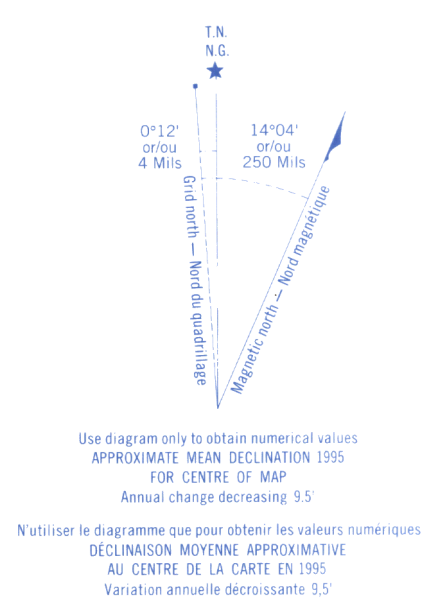 T.N.
N.G.
0°12'
or/ou
4 Mils
14°04'
or/ou
250 Mils
Grid north — Nord du quadrillage
Magnetic north — Nord magnétique
Use diagram only to obtain numerical values
APPROXIMATE MEAN DECLINATION 1995
FOR CENTRE OF MAP
Annual change decreasing 9.5'
N'utiliser le diagramme que pour obtenir les valeurs numériques
DÉCLINAISON MOYENNE APPROXIMATIVE
AU CENTRE DE LA CARTE EN 1995
Variation annuelle décroissante 9,5'